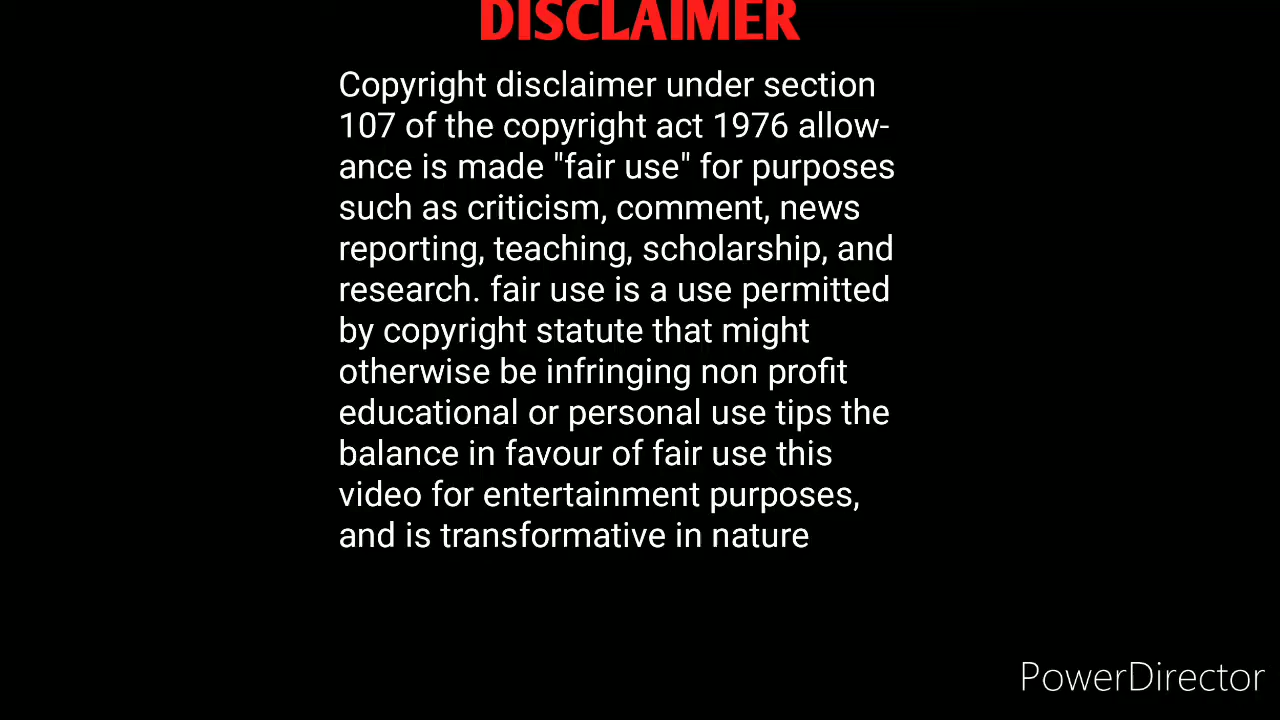 DISCLAIMER
Copyright disclaimer under section
107 of the copyright act 1976 allow-
ance is made "fair use" for purposes
such as criticism, comment, news
reporting, teaching, scholarship, and
research. fair use is a use permitted
by copyright statute that might
otherwise be infringing non profit
educational or personal use tips the
balance in favour of fair use this
video for entertainment purposes,
and is transformative in nature
PowerDirector